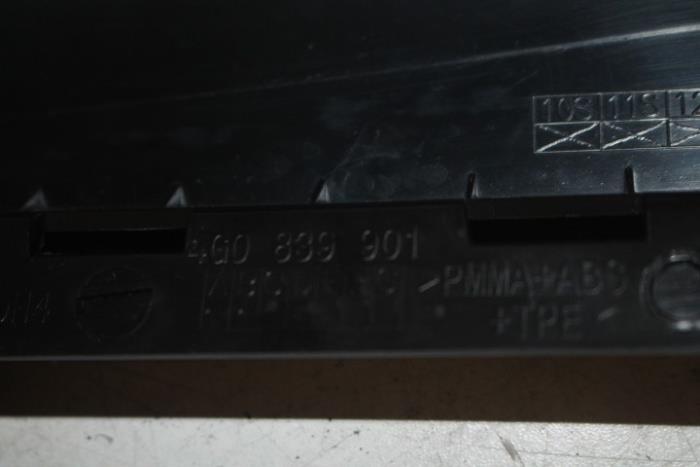 10S 11S 12
4G0 839 901
>PMMA+ABS
+TPE<